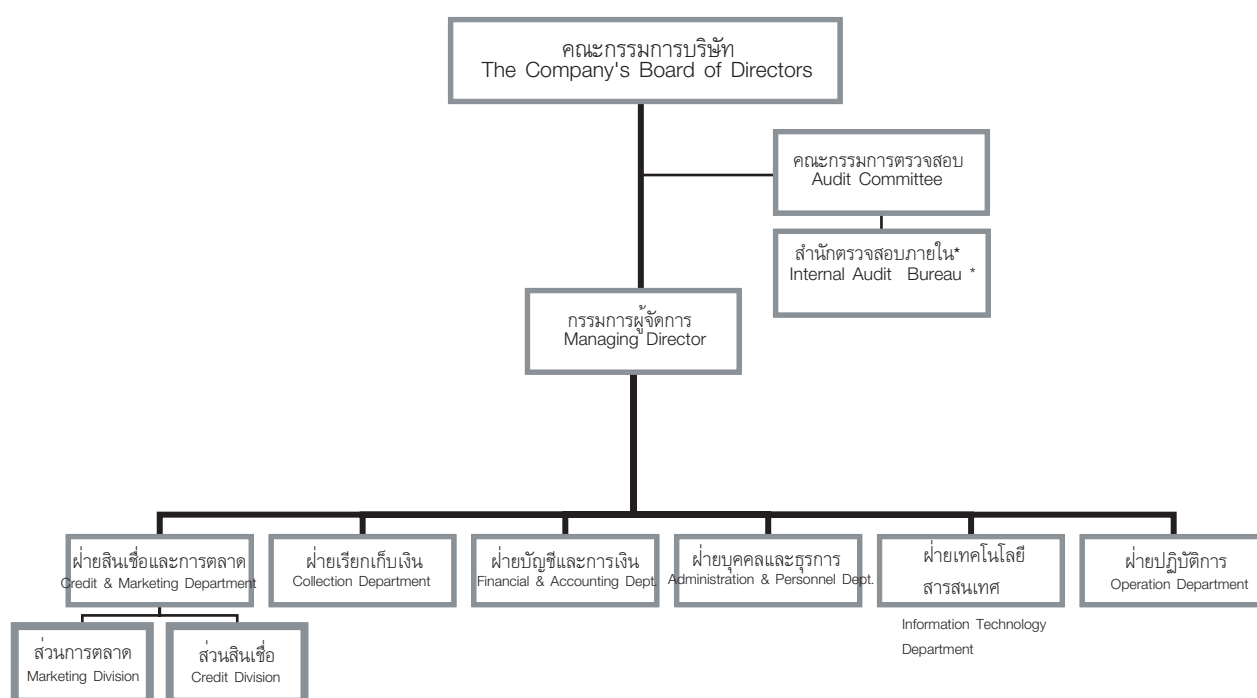 คณะกรรมการบริษัท
The Company's Board of Directors
คณะกรรมการตรวจสอบ
Audit Committee
สำนักตรวจสอบภายใน*
Internal Audit Bureau *
กรรมการผู้จัดการ
Managing Director
ฝ่ายสินเชื่อและการตลาด
Credit & Marketing Department
ฝ่ายเรียกเก็บเงิน
Collection Department
ฝ่ายบัญชีและการเงิน
Financial & Accounting Dept.
ฝ่ายบุคคลและธุรการ
Administration & Personnel Dept.
ฝ่ายเทคโนโลยี
สารสนเทศ
Information Technology
Department
ฝ่ายปฏิบัติการ
Operation Department
ส่วนการตลาด
Marketing Division
ส่วนสินเชื่อ
Credit Division